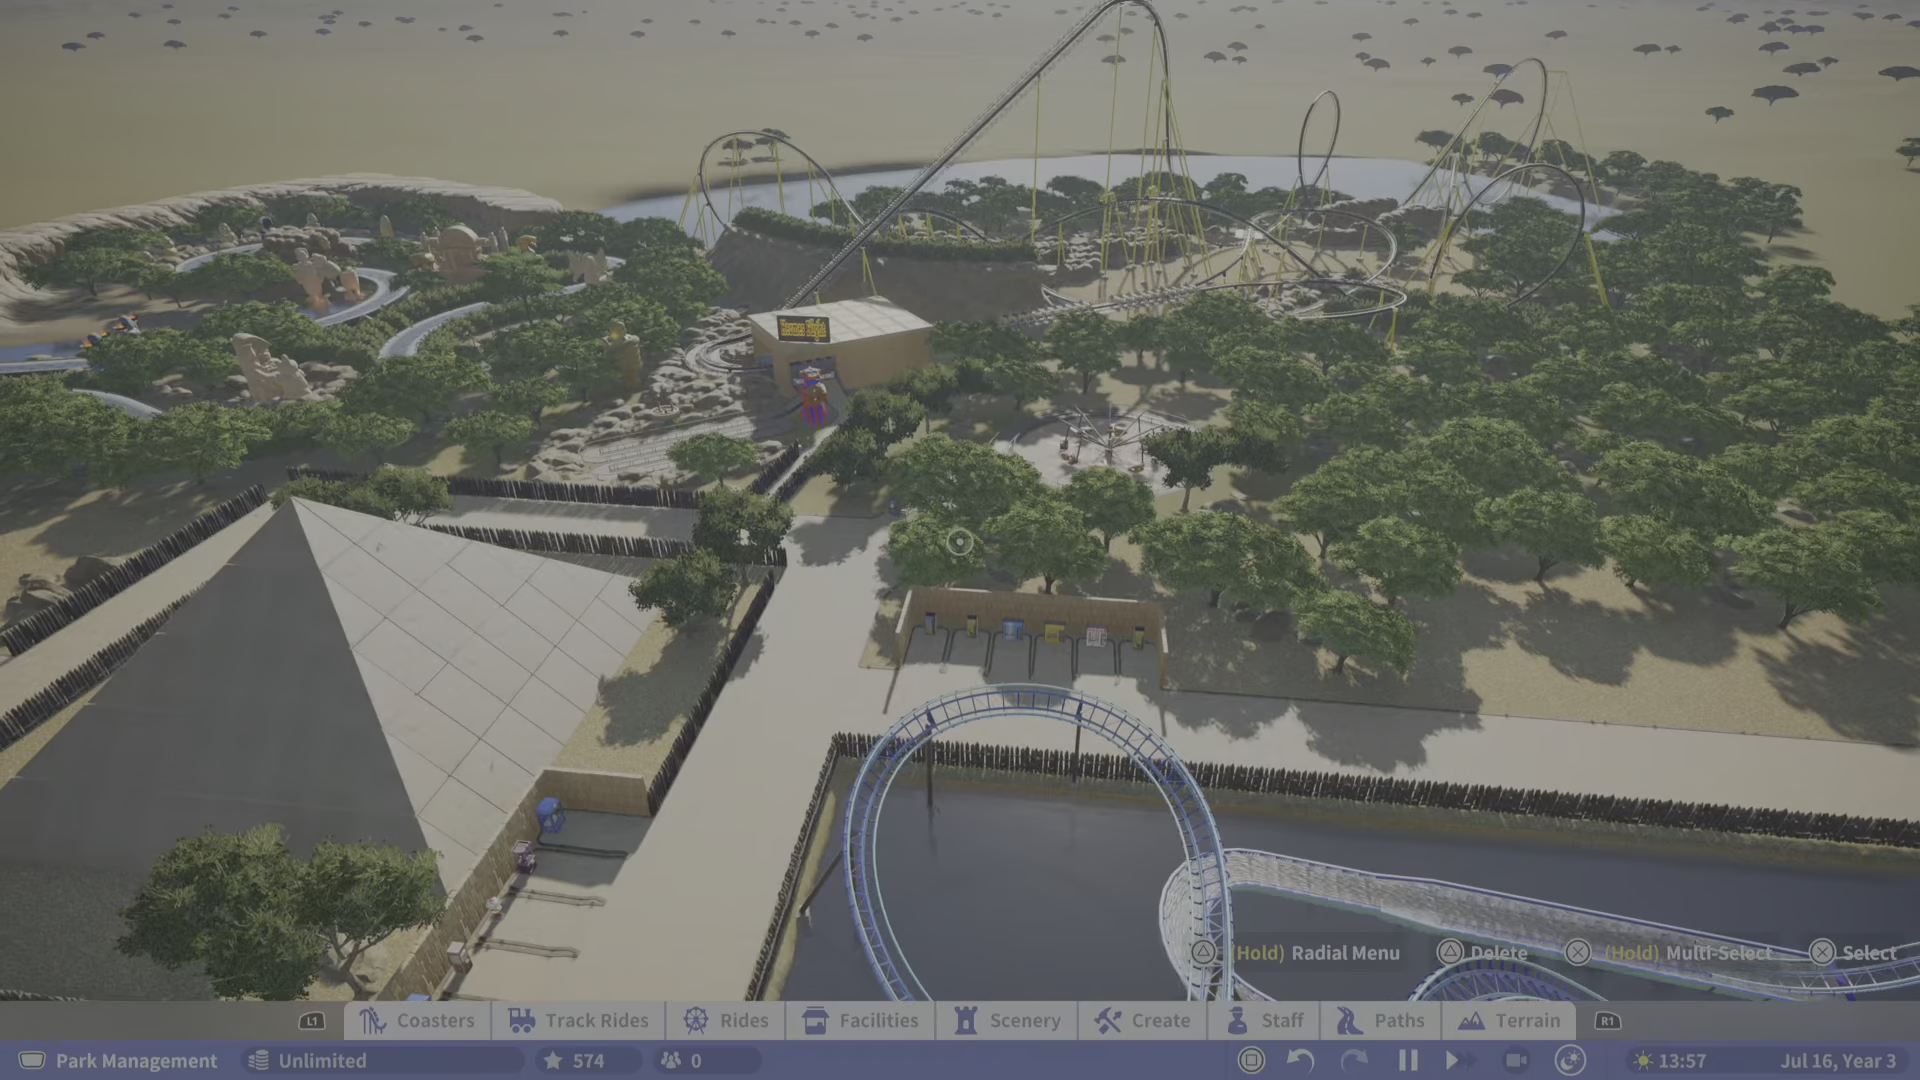 (Hold) Radial Menu
Delete
(Hold) Multi-Select
Select
L1
Coasters
Track Rides
Rides
Facilities
Scenery
Create
Staff
Paths
Terrain
R1
Park Management
Unlimited
574
0
13:57
Jul 16, Year 3